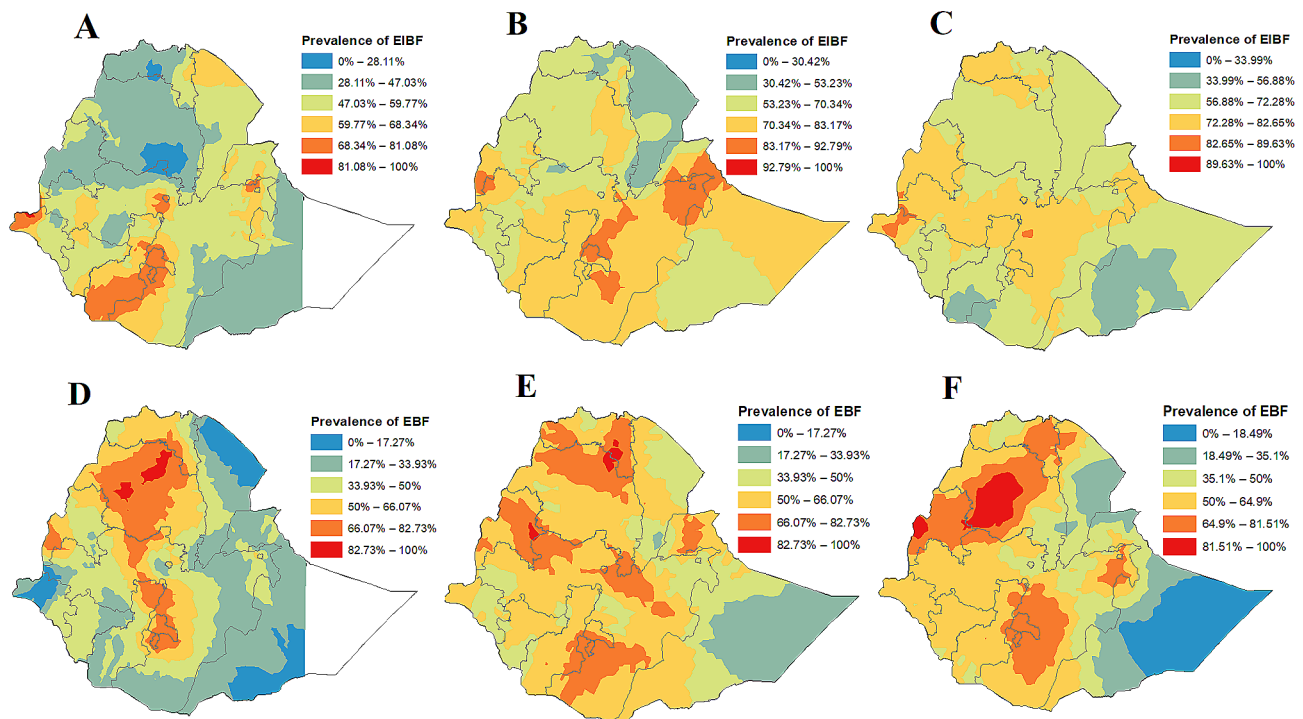 A
Prevalence of EIBF
0% – 28.11%
28.11% – 47.03%
47.03% – 59.77%
59.77% – 68.34%
68.34% – 81.08%
81.08% – 100%
B
Prevalence of EIBF
0% – 30.42%
30.42% – 53.23%
53.23% – 70.34%
70.34% – 83.17%
83.17% – 92.79%
92.79% – 100%
C
Prevalence of EIBF
0% – 33.99%
33.99% – 56.88%
56.88% – 72.28%
72.28% – 82.65%
82.65% – 89.63%
89.63% – 100%
D
Prevalence of EBF
0% – 17.27%
17.27% – 33.93%
33.93% – 50%
50% – 66.07%
66.07% – 82.73%
82.73% – 100%
E
Prevalence of EBF
0% – 17.27%
17.27% – 33.93%
33.93% – 50%
50% – 66.07%
66.07% – 82.73%
82.73% – 100%
F
Prevalence of EBF
0% – 18.49%
18.49% – 35.1%
35.1% – 50%
50% – 64.9%
64.9% – 81.51%
81.51% – 100%